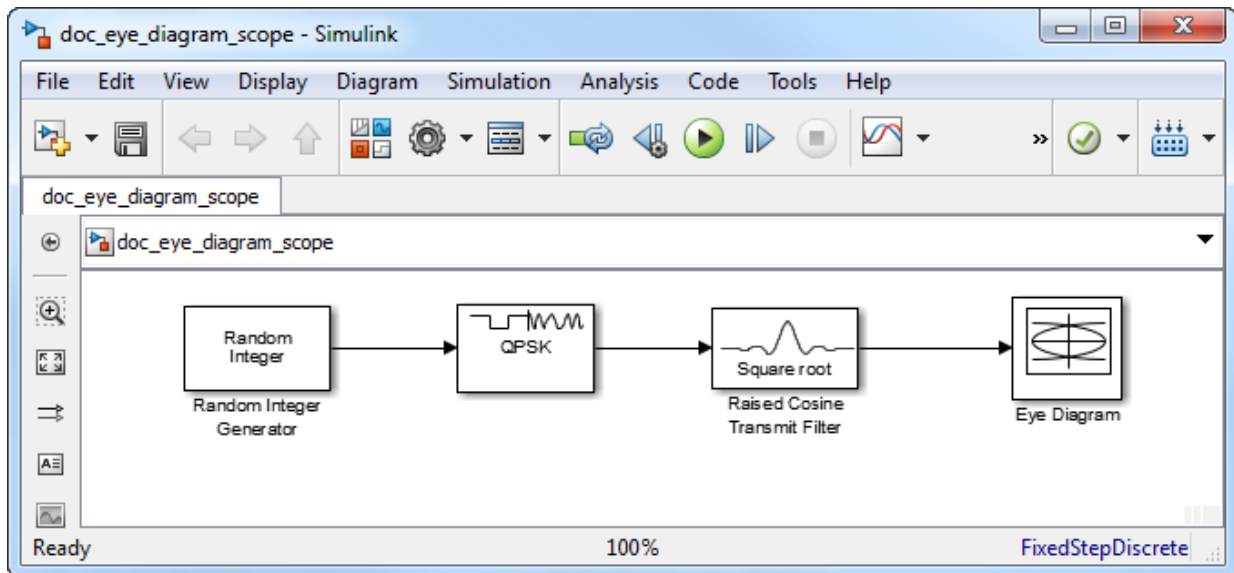 doc_eye_diagram_scope - Simulink
File Edit View Display Diagram Simulation Analysis Code Tools Help
»
doc_eye_diagram_scope
doc_eye_diagram_scope
Random
Integer
Random Integer
Generator
QPSK
Square root
Raised Cosine
Transmit Filter
Eye Diagram
A
Ready 100% FixedStepDiscrete